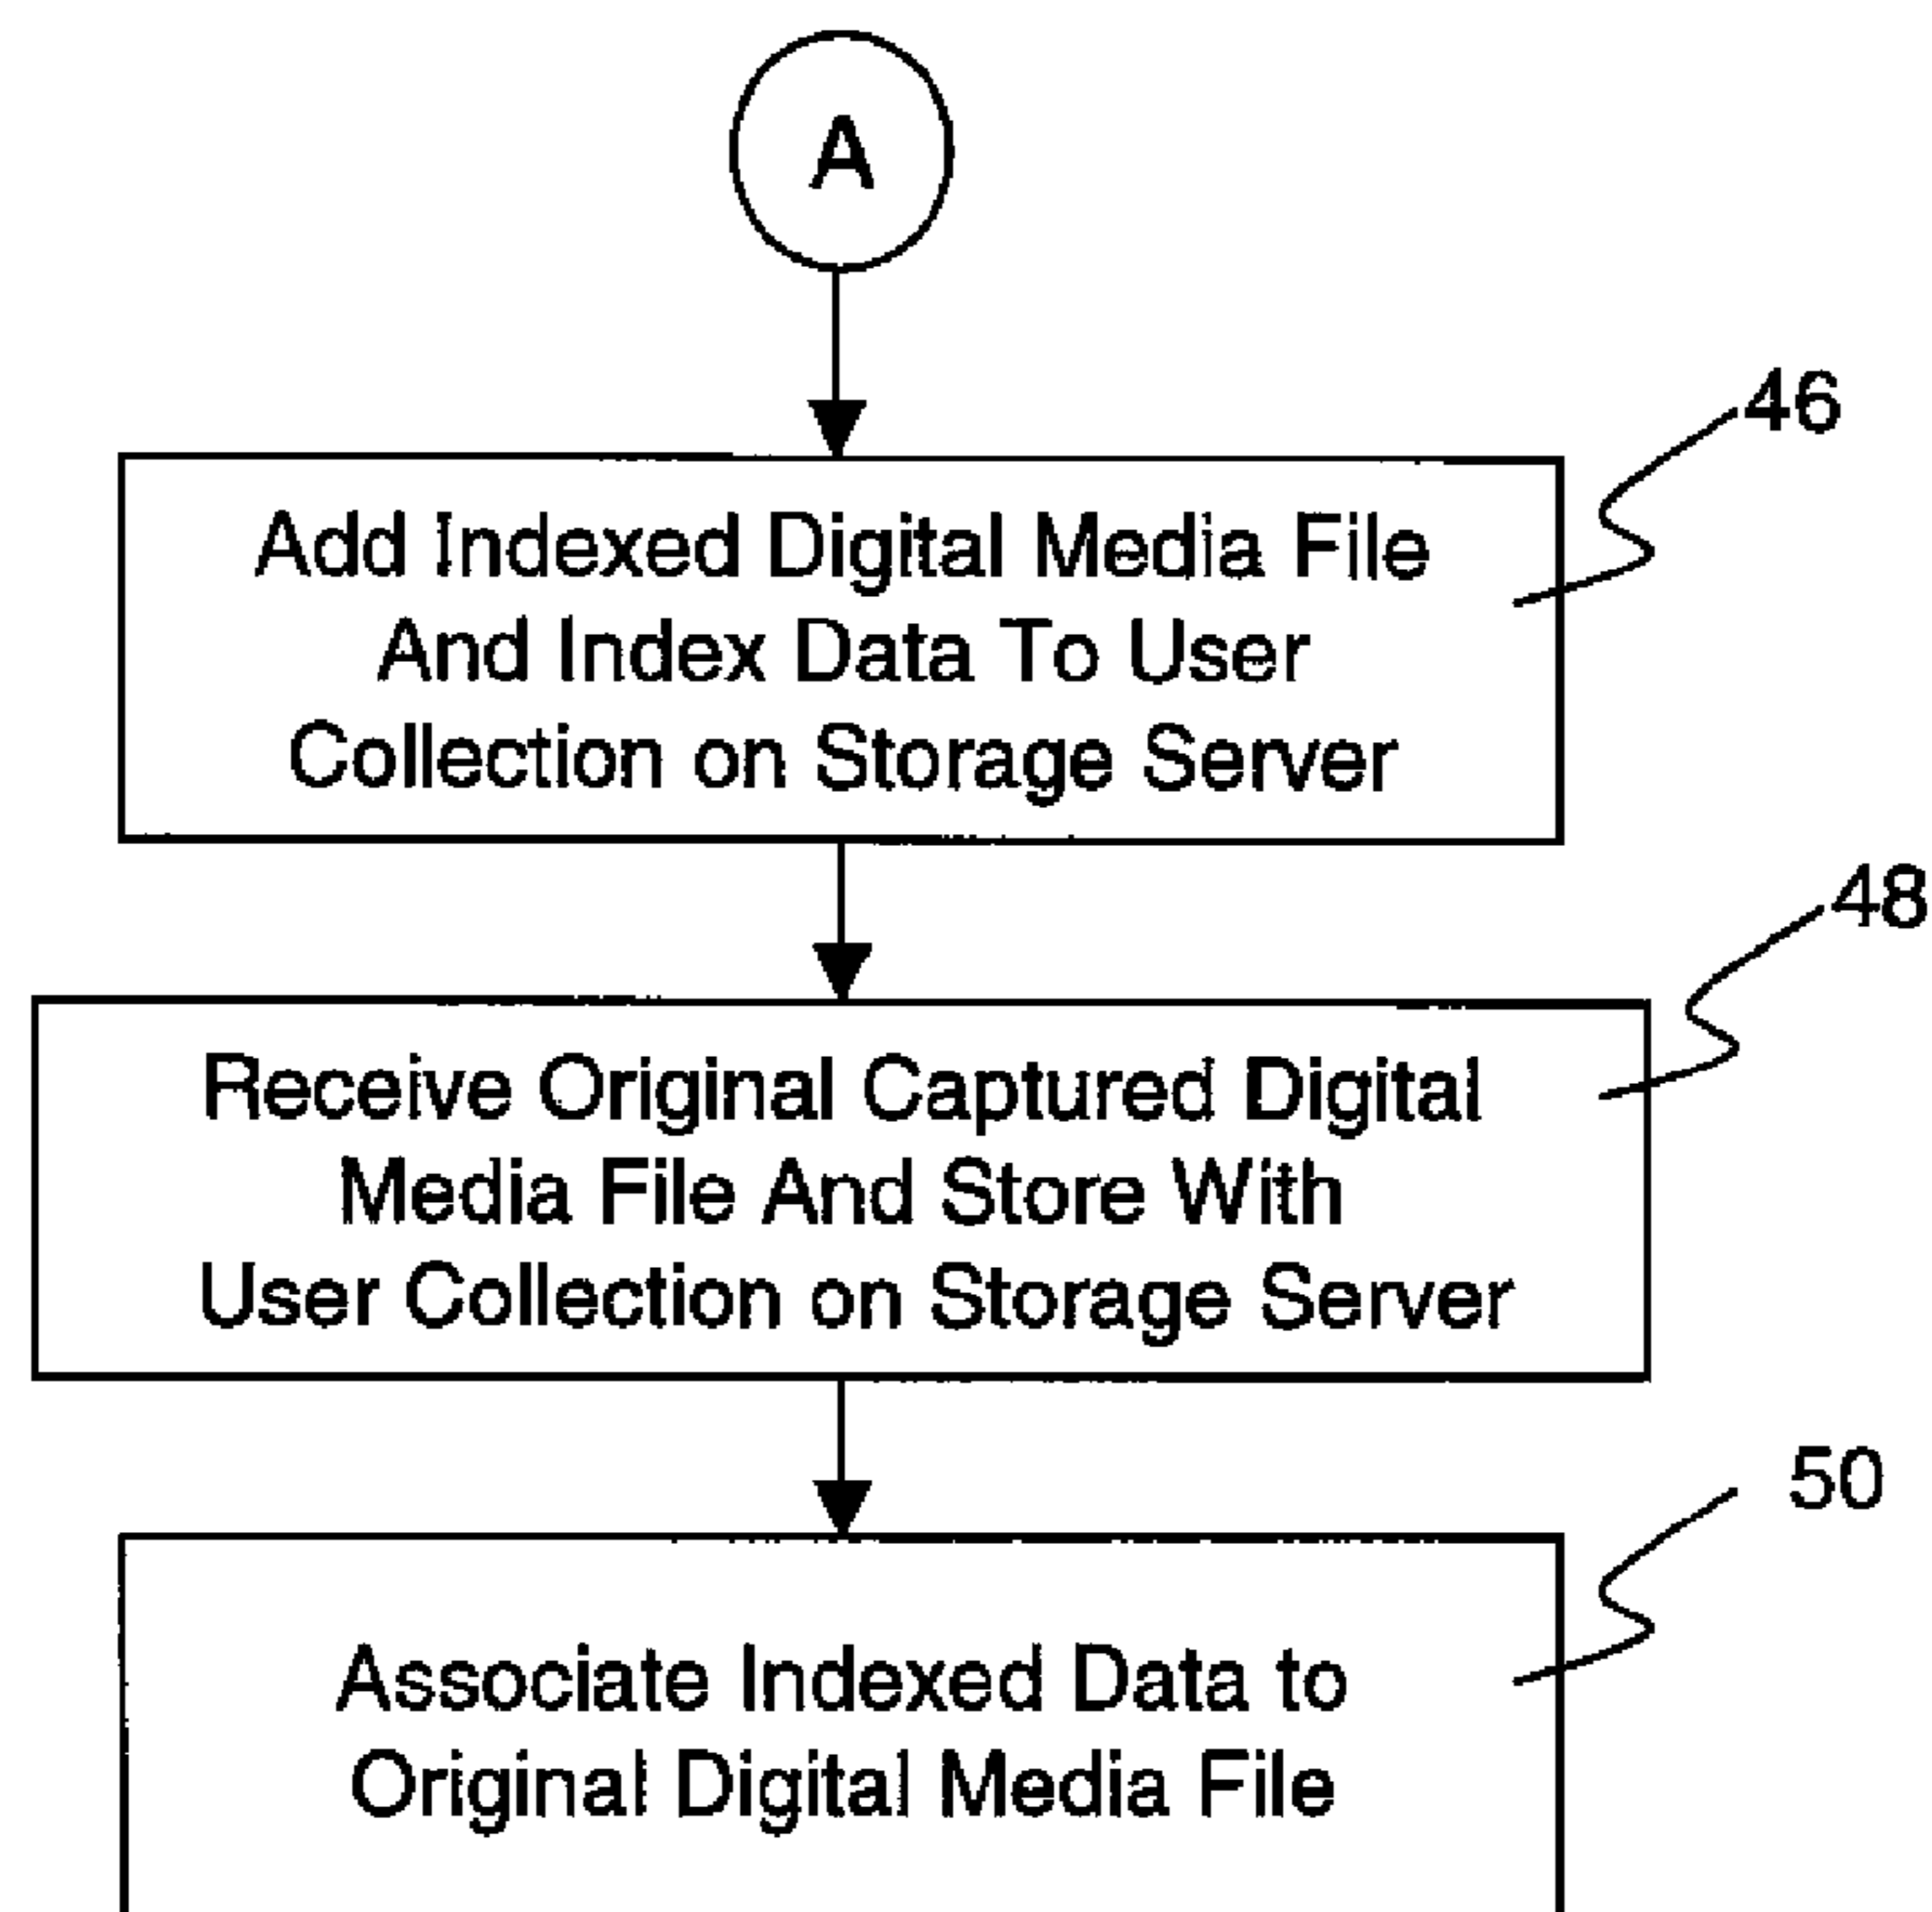 A
46
Add Indexed Digital Media File
And Index Data To User
Collection on Storage Server
48
Receive Original Captured Digital
Media File And Store With
User Collection on Storage Server
50
Associate Indexed Data to
Original Digital Media File